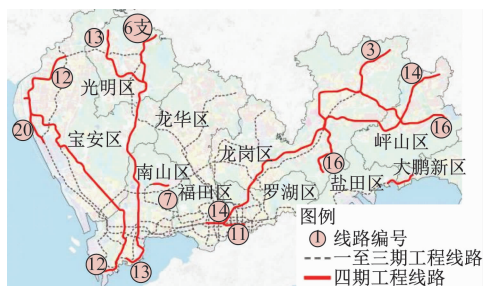 13
6支
3
12
14
光明区
20
龙华区
16
宝安区
坪山区
龙岗区
南山区
16
大鹏新区
福田区
罗湖区
盐田区
7
14
图例
11
① 线路编号
12
13
一至三期工程线路
四期工程线路